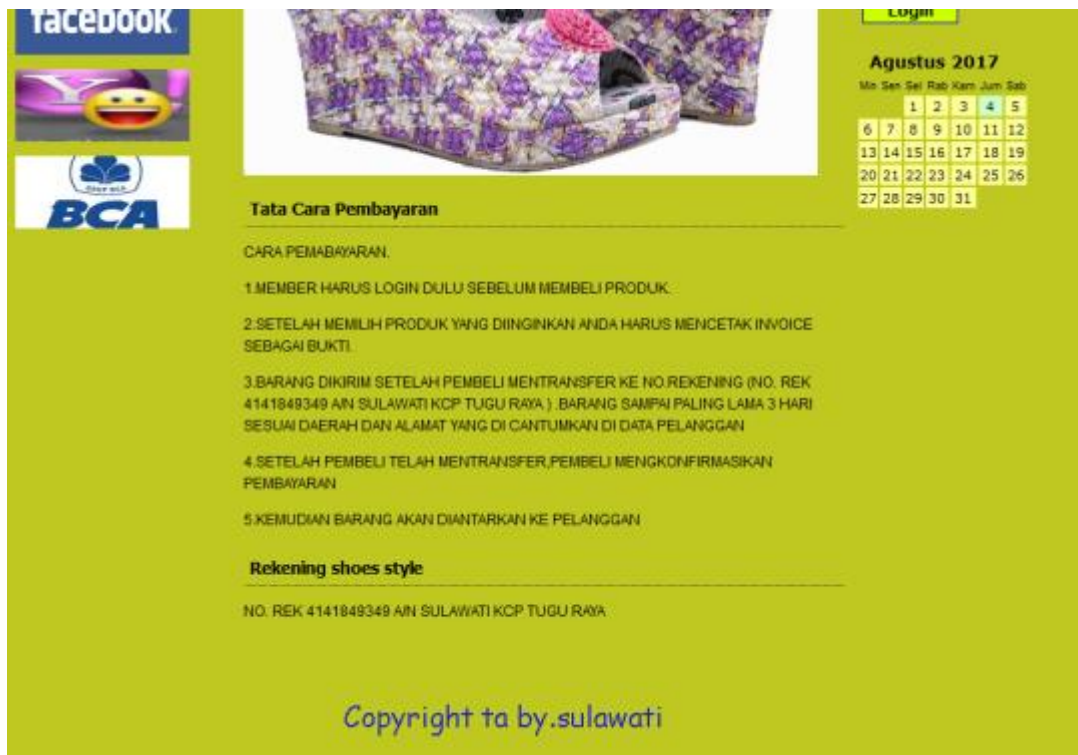 facebook
Y!
BCA
Login
Agustus 2017
Min Sen Sel Rab Kam Jum Sab
1 2 3 4 5
6 7 8 9 10 11 12
13 14 15 16 17 18 19
20 21 22 23 24 25 26
27 28 29 30 31
Tata Cara Pembayaran
CARA PEMABAYARAN.
1.MEMBER HARUS LOGIN DULU SEBELUM MEMBELI PRODUK.
2.SETELAH MEMILIH PRODUK YANG DIINGINKAN ANDA HARUS MENCETAK INVOICE
SEBAGAI BUKTI.
3.BARANG DIKIRIM SETELAH PEMBELI MENTRANSFER KE NO.REKENING (NO. REK
4141849349 A/N SULAWATI KCP TUGU RAYA ) .BARANG SAMPAI PALING LAMA 3 HARI
SESUAI DAERAH DAN ALAMAT YANG DI CANTUMKAN DI DATA PELANGGAN
4.SETELAH PEMBELI TELAH MENTRANSFER,PEMBELI MENGKONFIRMASIKAN
PEMBAYARAN
5.KEMUDIAN BARANG AKAN DIANTARKAN KE PELANGGAN
Rekening shoes style
NO. REK 4141849349 A/N SULAWATI KCP TUGU RAYA
Copyright ta by.sulawati